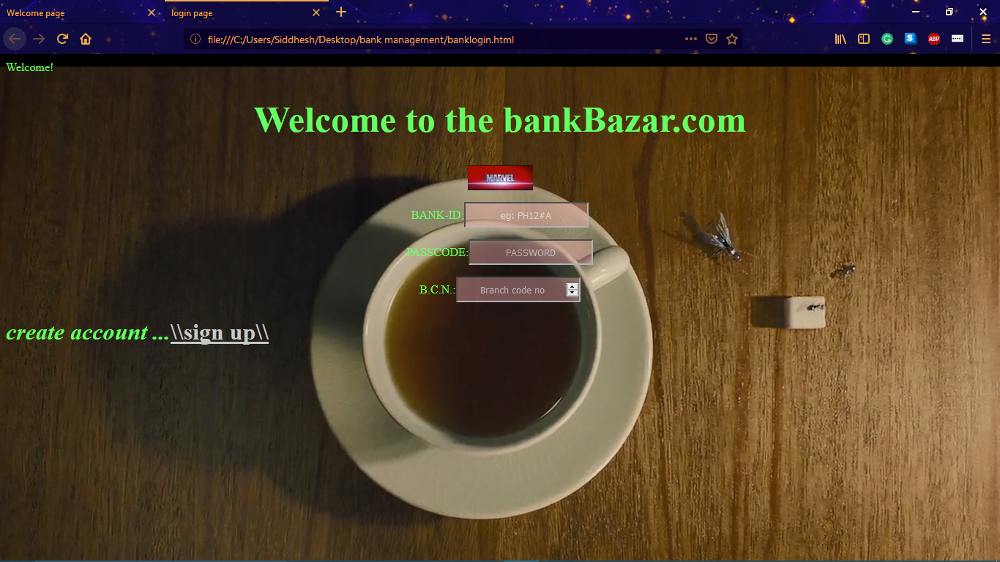 Welcome page
login page
file:///C:/Users/Siddhesh/Desktop/bank management/banklogin.html
ABP
Welcome!
Welcome to the bankBazar.com
MARVEL
BANK-ID: eg: PH12#A
PASSCODE: PASSWORD
B.C.N.: Branch code no
create account ...\\sign up\\